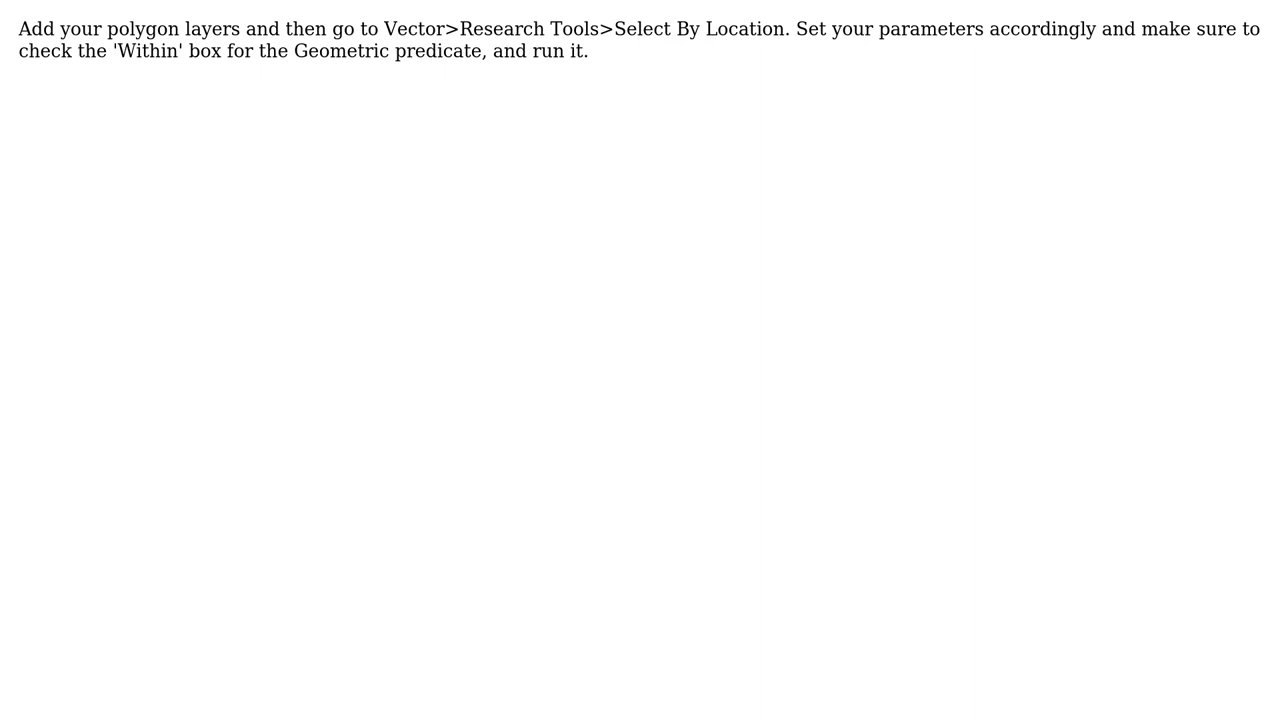 Add your polygon layers and then go to Vector>Research Tools>Select By Location. Set your parameters accordingly and make sure to
check the 'Within' box for the Geometric predicate, and run it.